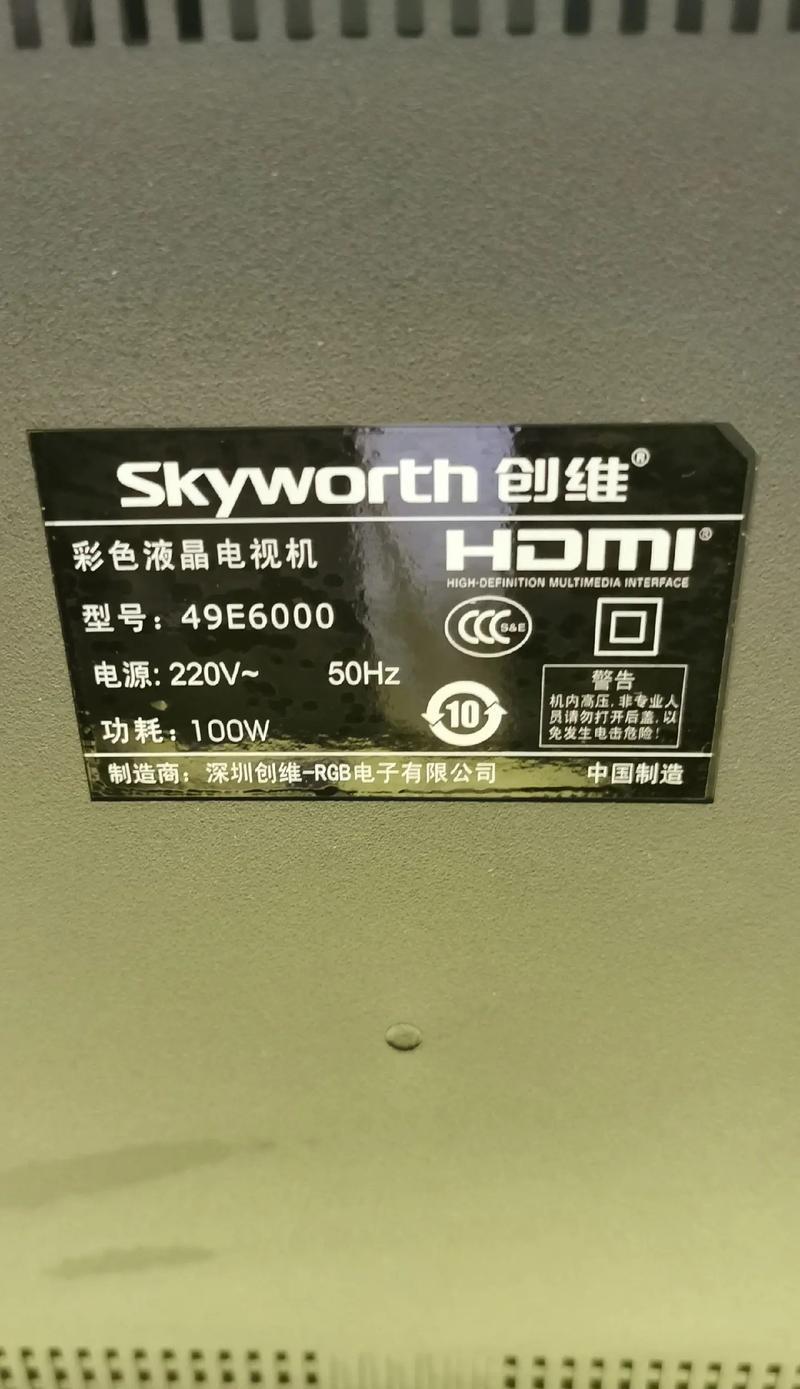 Skyworth 创维®
彩色液晶电视机
HDMI®
HIGH-DEFINITION MULTIMEDIA INTERFACE
型号：49E6000
CCC S&E
电源: 220V~ 50Hz
10
功耗：100W
警告
机内高压,非专业人
员请勿打开后盖,以
免发生电击危险!
制造商：深圳创维-RGB电子有限公司 中国制造